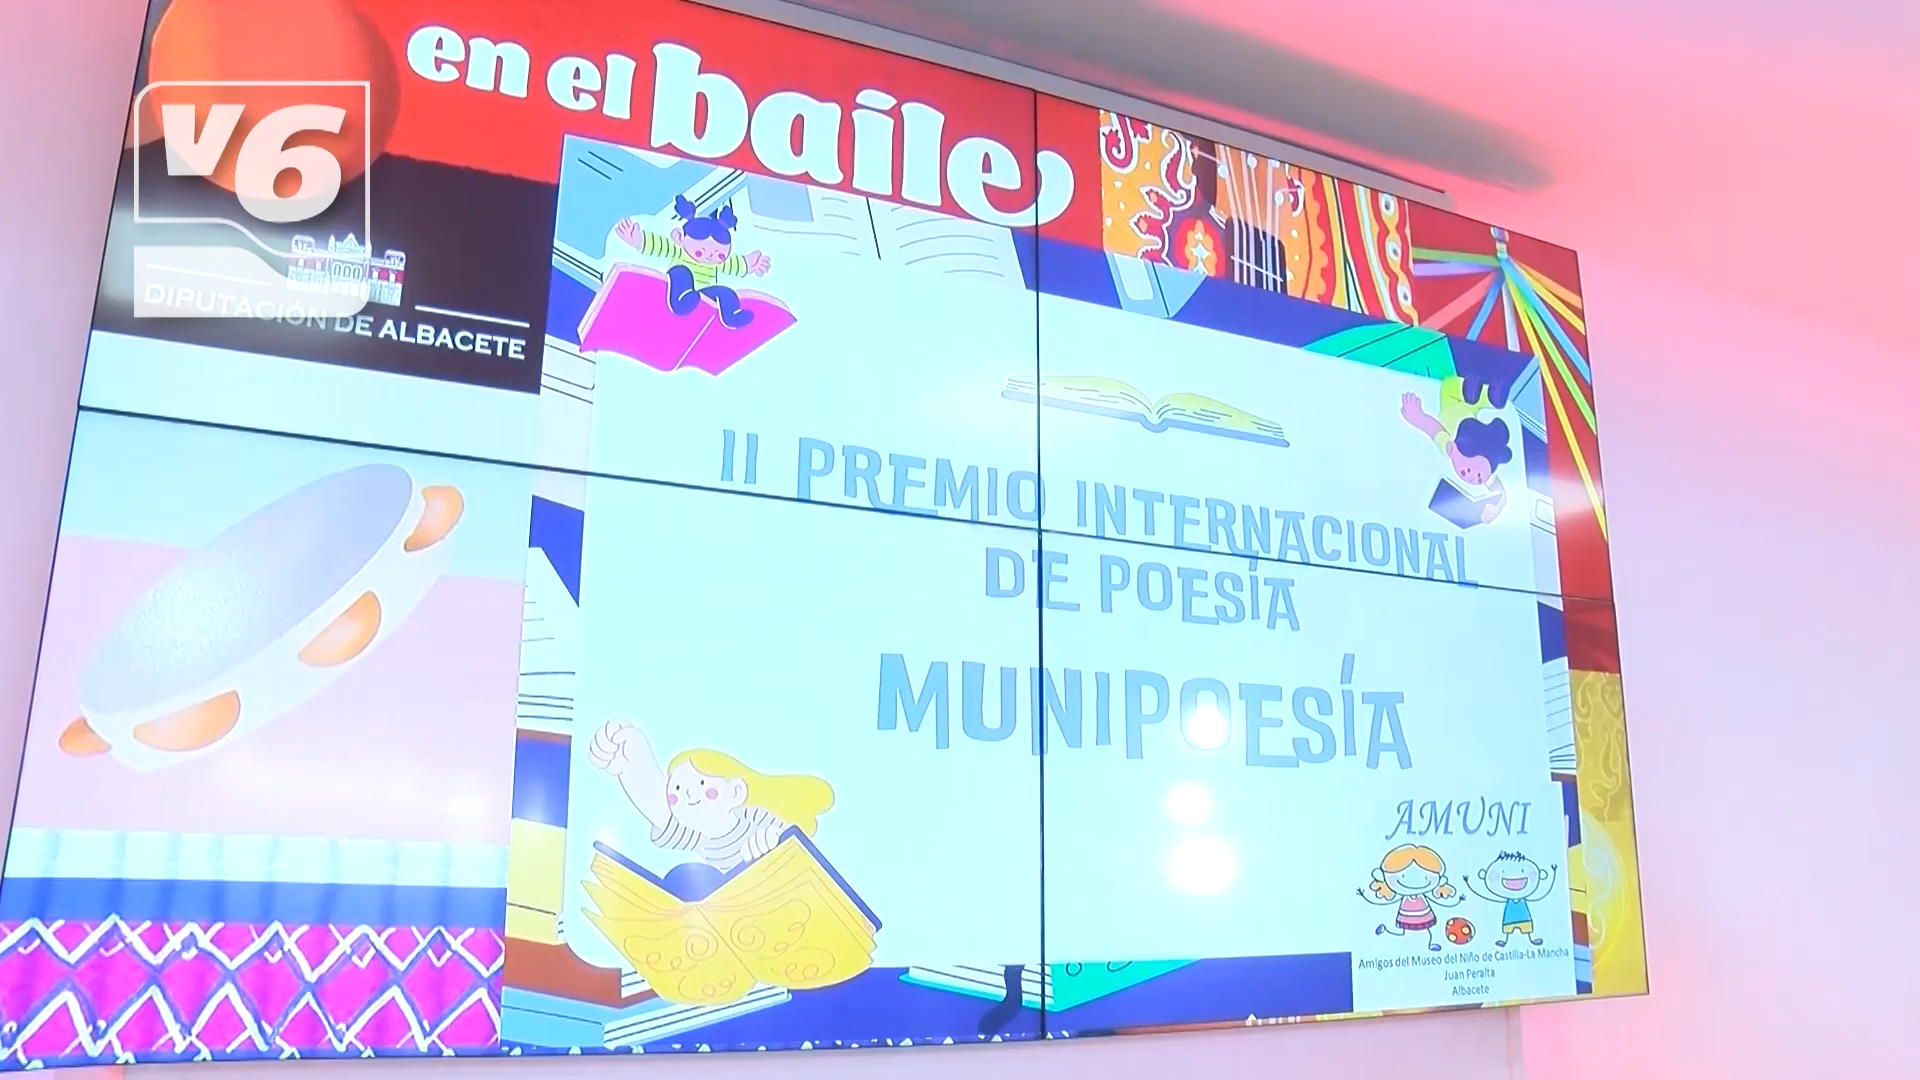 en el baile
V6
DIPUTACIÓN DE ALBACETE
II PREMIO INTERNACIONAL
DE POESÍA
MUNIPOESÍA
AMUNI
Amigos del Museo del Niño de Castilla-La Mancha
Juan Peralta
Albacete